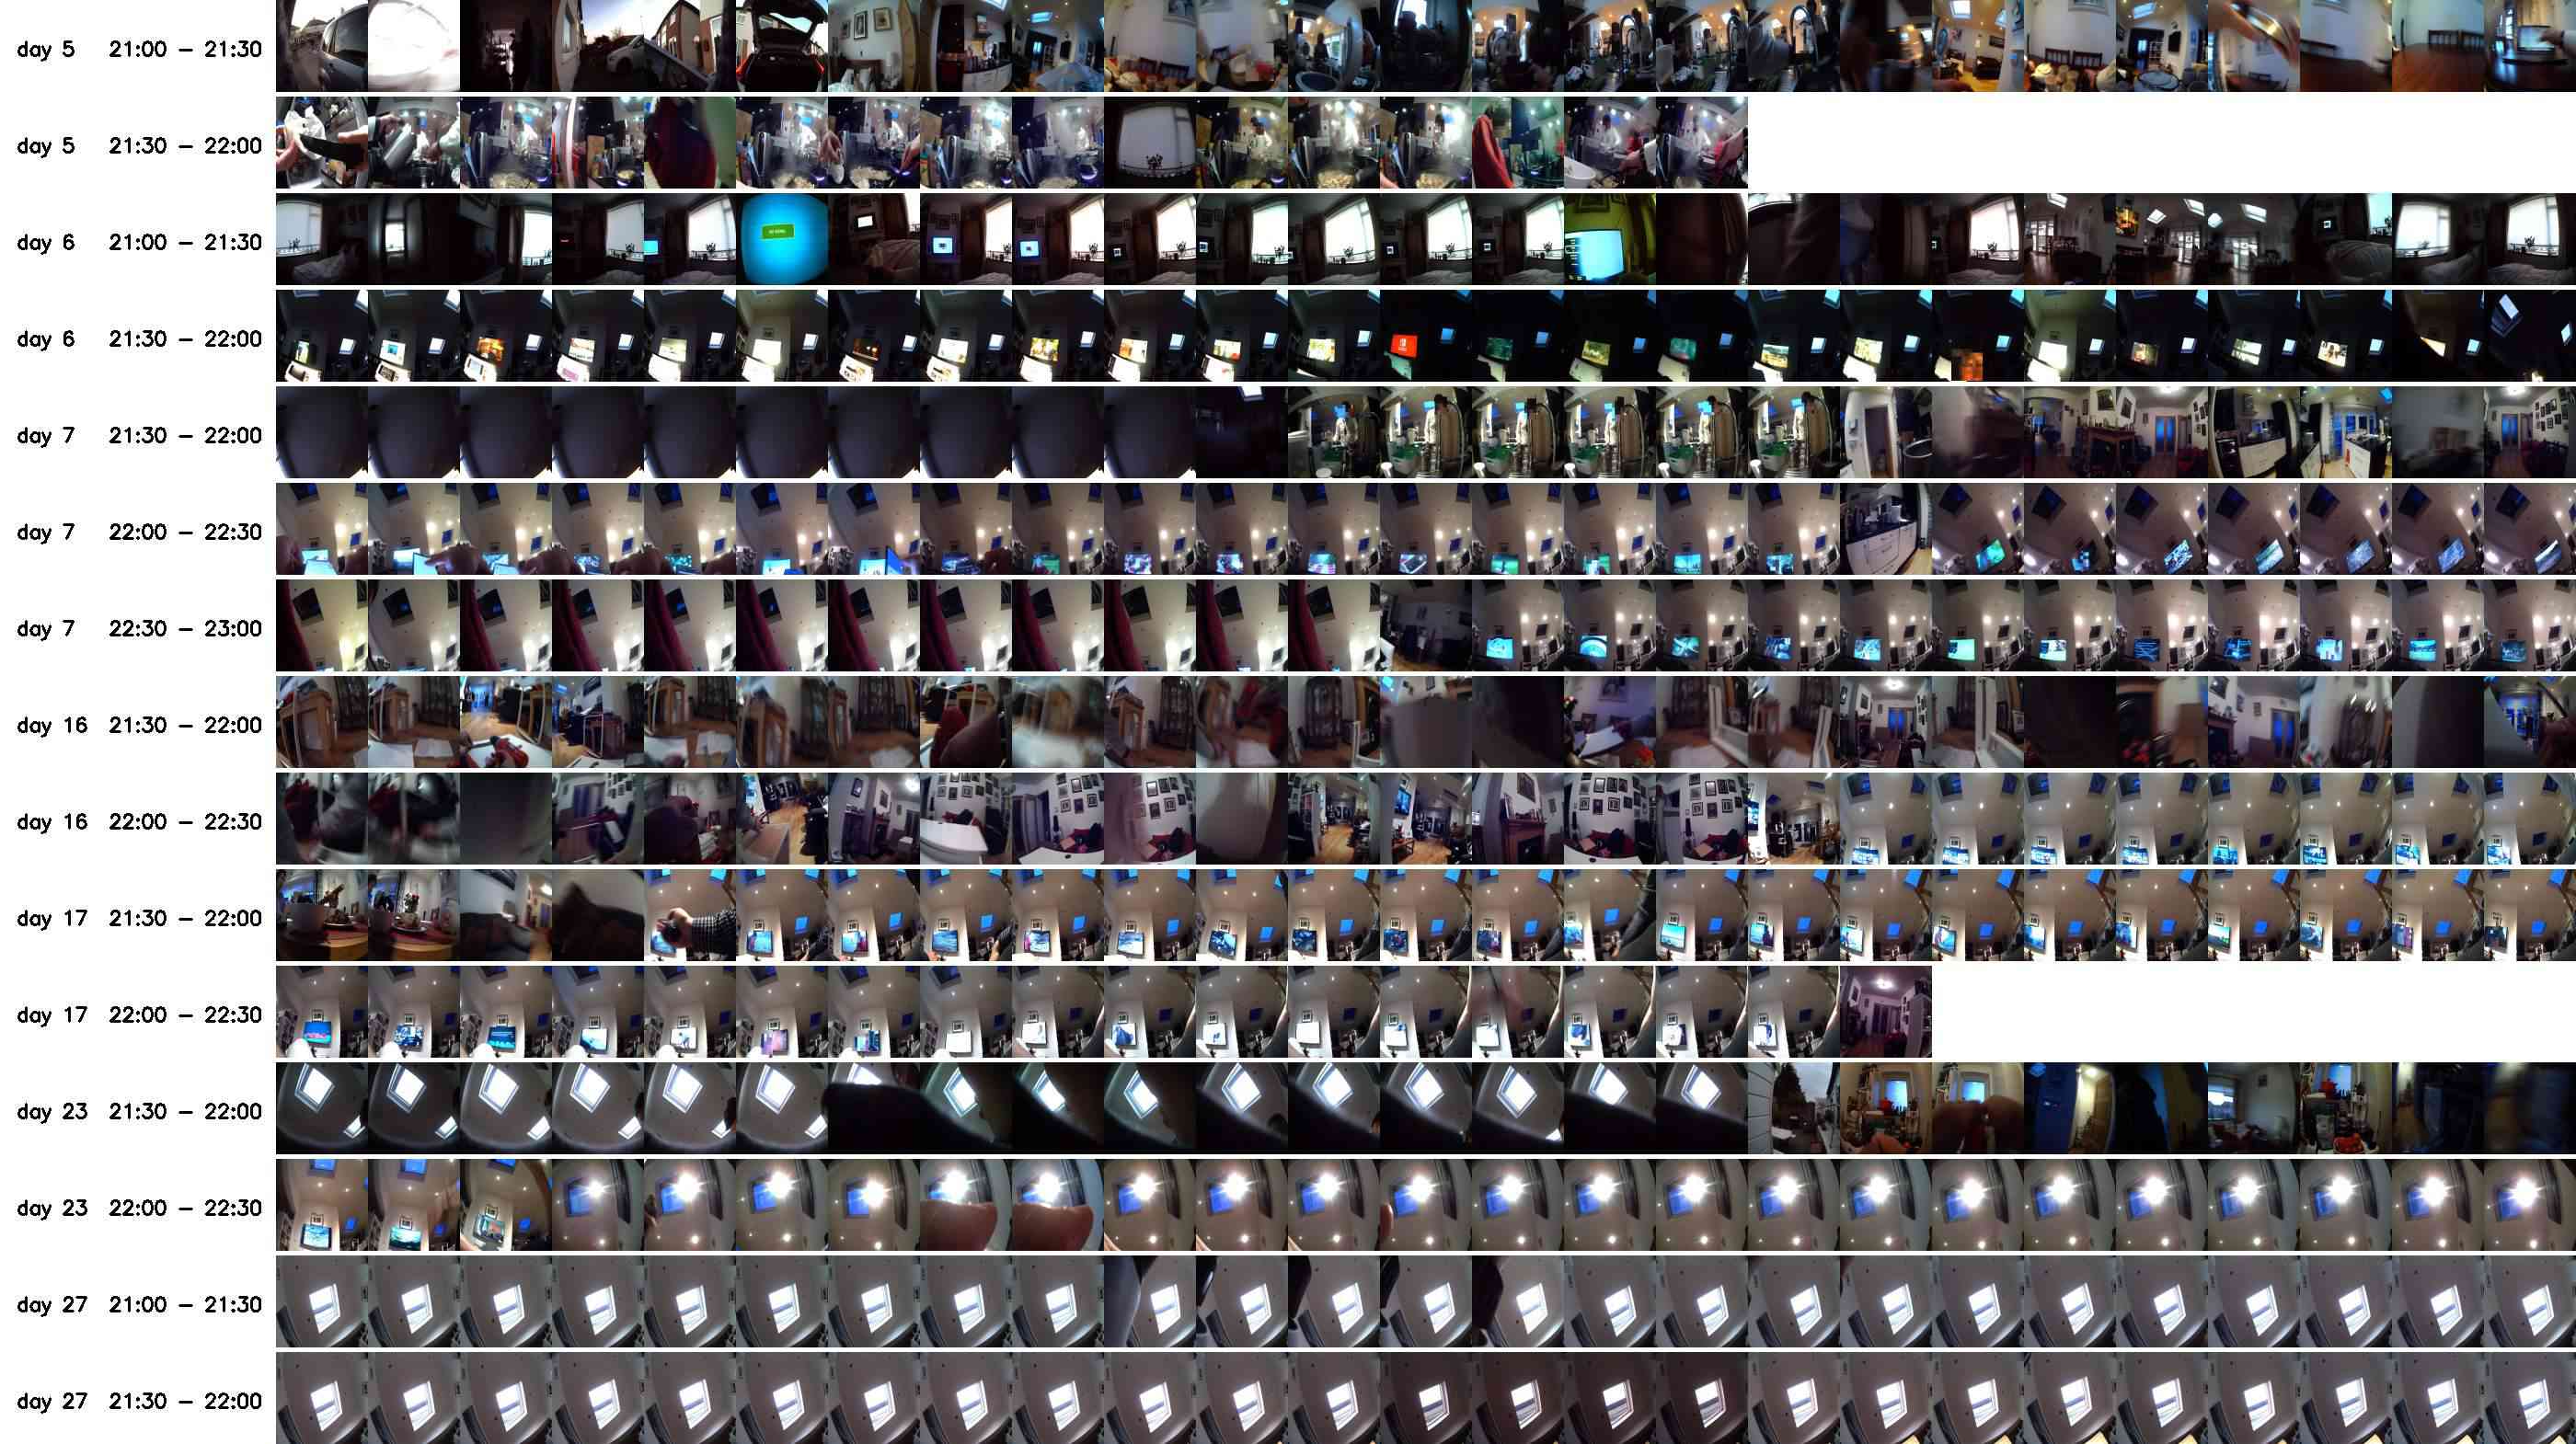 day 5 21:00 – 21:30
day 5 21:30 – 22:00
day 6 21:00 – 21:30
day 6 21:30 – 22:00
day 7 21:30 – 22:00
day 7 22:00 – 22:30
day 7 22:30 – 23:00
day 16 21:30 – 22:00
day 16 22:00 – 22:30
day 17 21:30 – 22:00
day 17 22:00 – 22:30
day 23 21:30 – 22:00
day 23 22:00 – 22:30
day 27 21:00 – 21:30
day 27 21:30 – 22:00